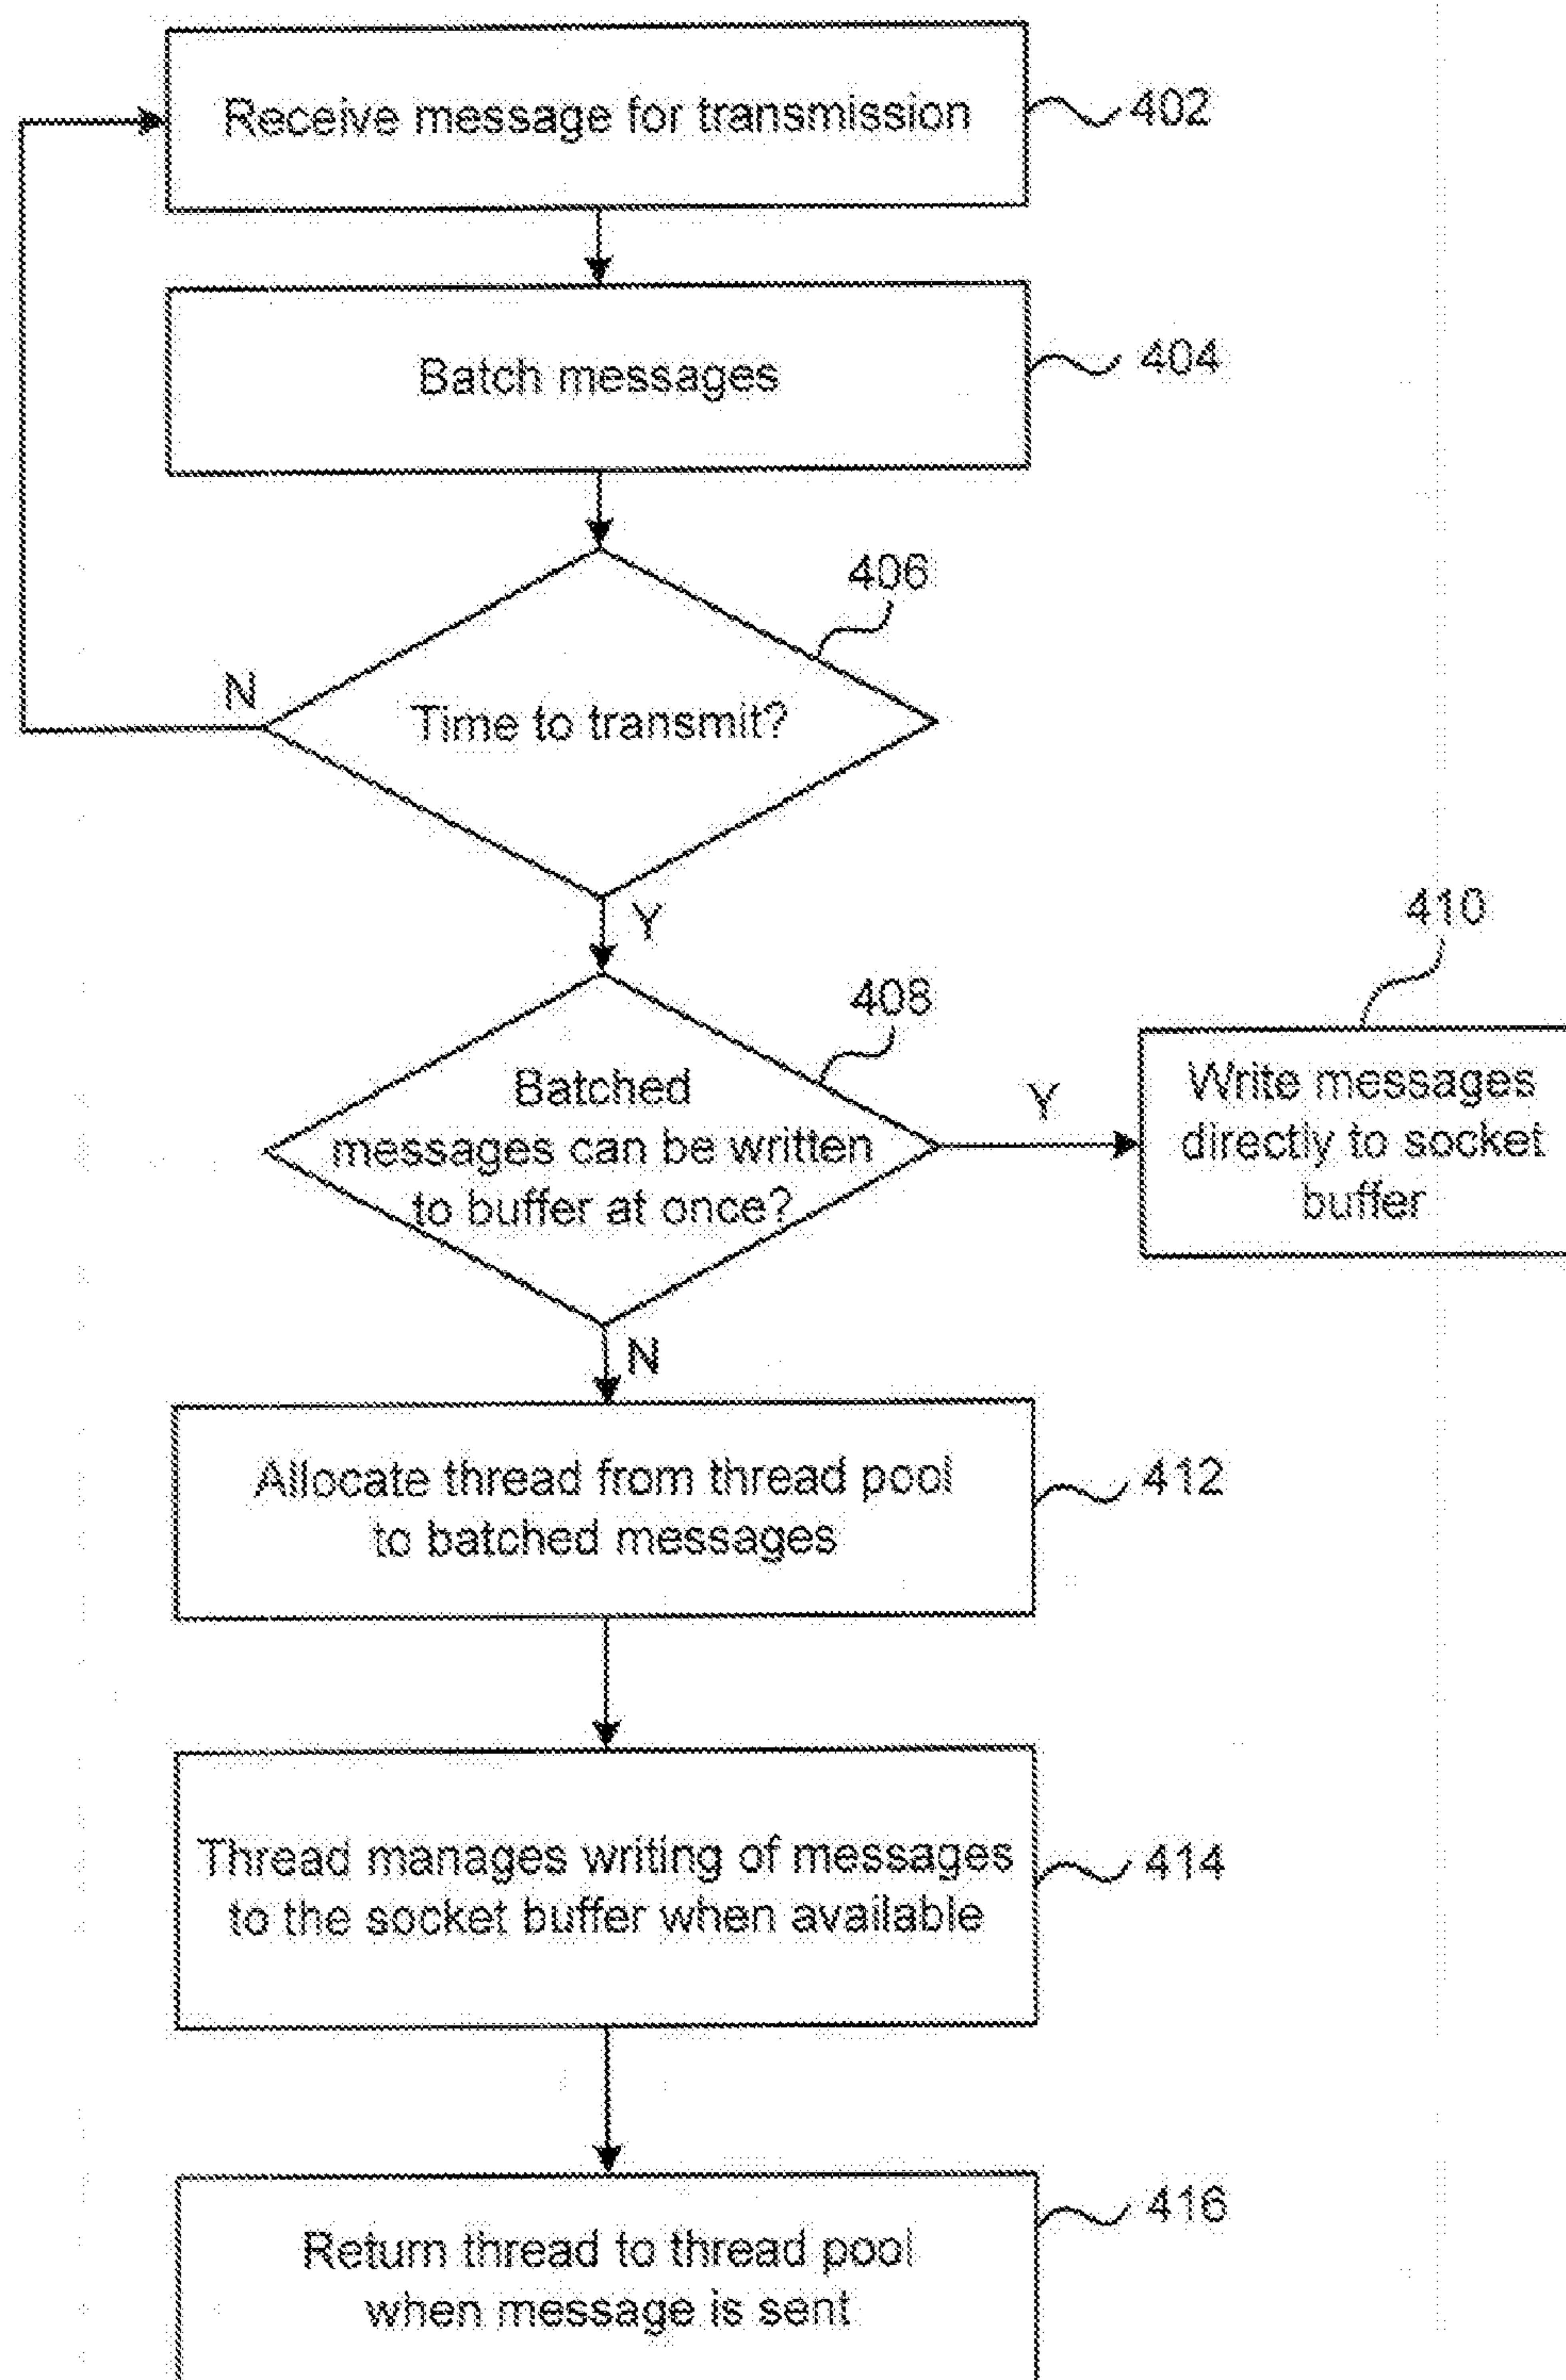 Receive message for transmission
402
Batch messages
404
406
N
Time to transmit?
Y
410
408
Batched
messages can be written
to buffer at once?
Y
Write messages
directly to socket
buffer
N
Allocate thread from thread pool
to batched messages
412
Thread manages writing of messages
to the socket buffer when available
414
416
Return thread to thread pool
when message is sent